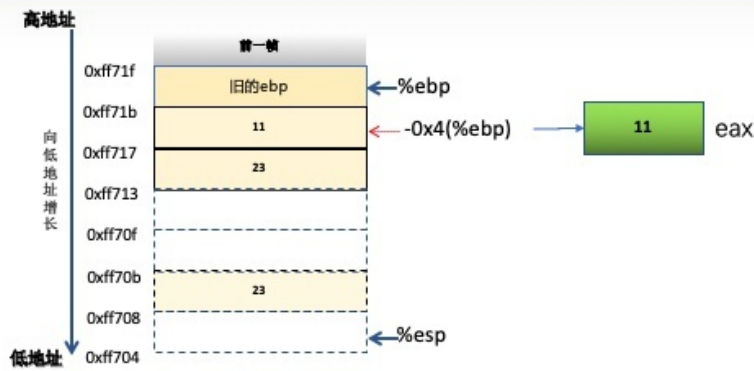 高地址
前一帧
0xff71f
旧的ebp
%ebp
0xff71b
11
-0x4(%ebp)
11
eax
0xff717
23
0xff713
向低地址增长
0xff70f
0xff70b
23
0xff708
%esp
低地址
0xff704